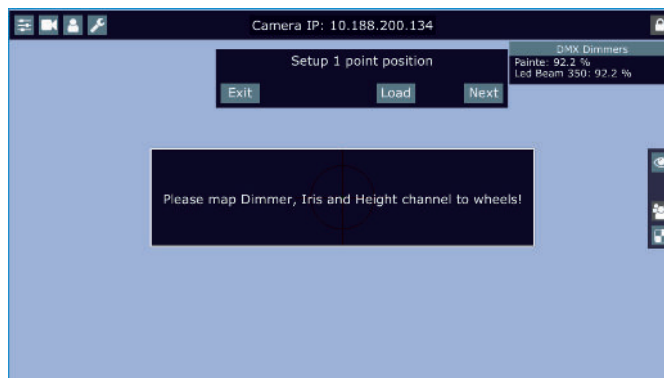 Camera IP: 10.188.200.134
Setup 1 point position
Exit Load Next
DMX Dimmers
Painte: 92.2 %
Led Beam 350: 92.2 %
Please map Dimmer, Iris and Height channel to wheels!